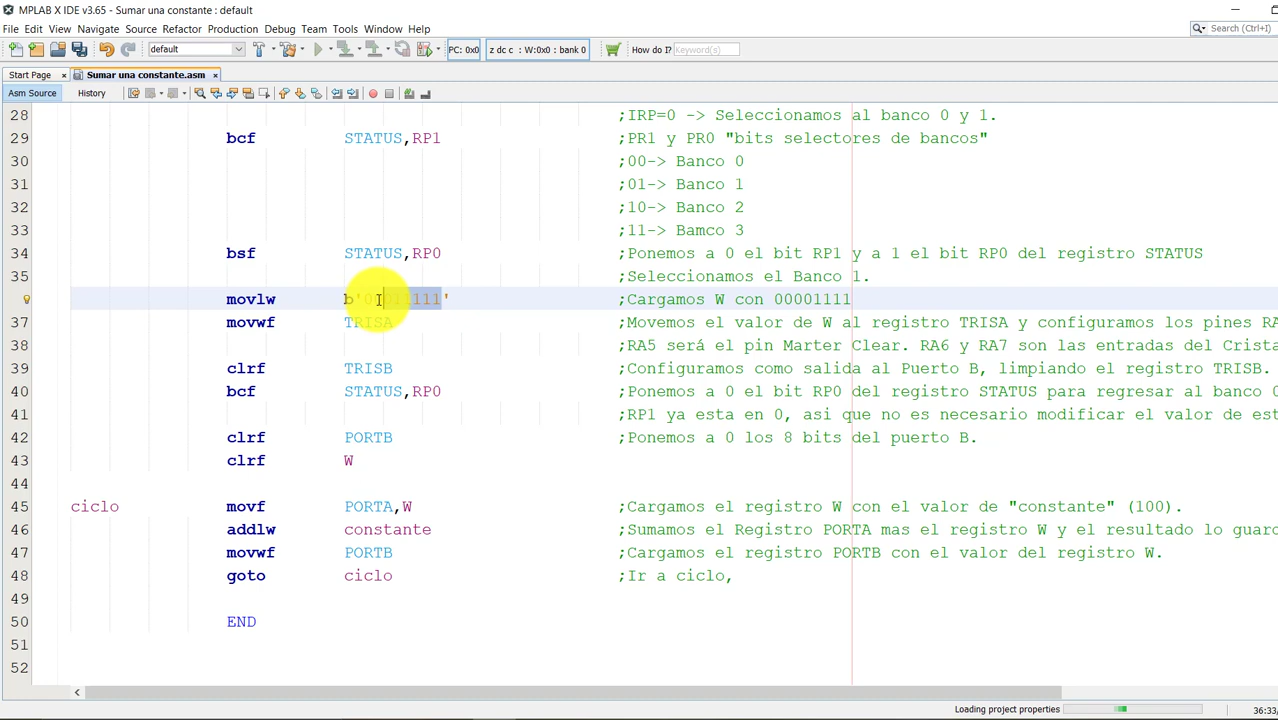 MPLAB X IDE v3.65 - Sumar una constante : default
File Edit View Navigate Source Refactor Production Debug Team Tools Window Help
Search (Ctrl+I)
default
PC: 0x0
z dc c : W:0x0 : bank 0
How do I?
Keyword(s)
Start Page
Sumar una constante.asm
Asm Source
History
28 ;IRP=0 -> Seleccionamos al banco 0 y 1.
29 bcf STATUS,RP1 ;PR1 y PR0 "bits selectores de bancos"
30 ;00-> Banco 0
31 ;01-> Banco 1
32 ;10-> Banco 2
33 ;11-> Bamco 3
34 bsf STATUS,RP0 ;Ponemos a 0 el bit RP1 y a 1 el bit RP0 del registro STATUS
35 ;Seleccionamos el Banco 1.
movlw ;Cargamos W con 00001111
37 movwf TRISA ;Movemos el valor de W al registro TRISA y configuramos los pines RA
38 ;RA5 será el pin Marter Clear. RA6 y RA7 son las entradas del Crista
39 clrf TRISB ;Configuramos como salida al Puerto B, limpiando el registro TRISB.
40 bcf STATUS,RP0 ;Ponemos a 0 el bit RP0 del registro STATUS para regresar al banco 0
41 ;RP1 ya esta en 0, asi que no es necesario modificar el valor de est
42 clrf PORTB ;Ponemos a 0 los 8 bits del puerto B.
43 clrf W
44
45 ciclo movf PORTA,W ;Cargamos el registro W con el valor de "constante" (100).
46 addlw constante ;Sumamos el Registro PORTA mas el registro W y el resultado lo guar
47 movwf PORTB ;Cargamos el registro PORTB con el valor del registro W.
48 goto ciclo ;Ir a ciclo,
49
50 END
51
52
Loading project properties
36:33